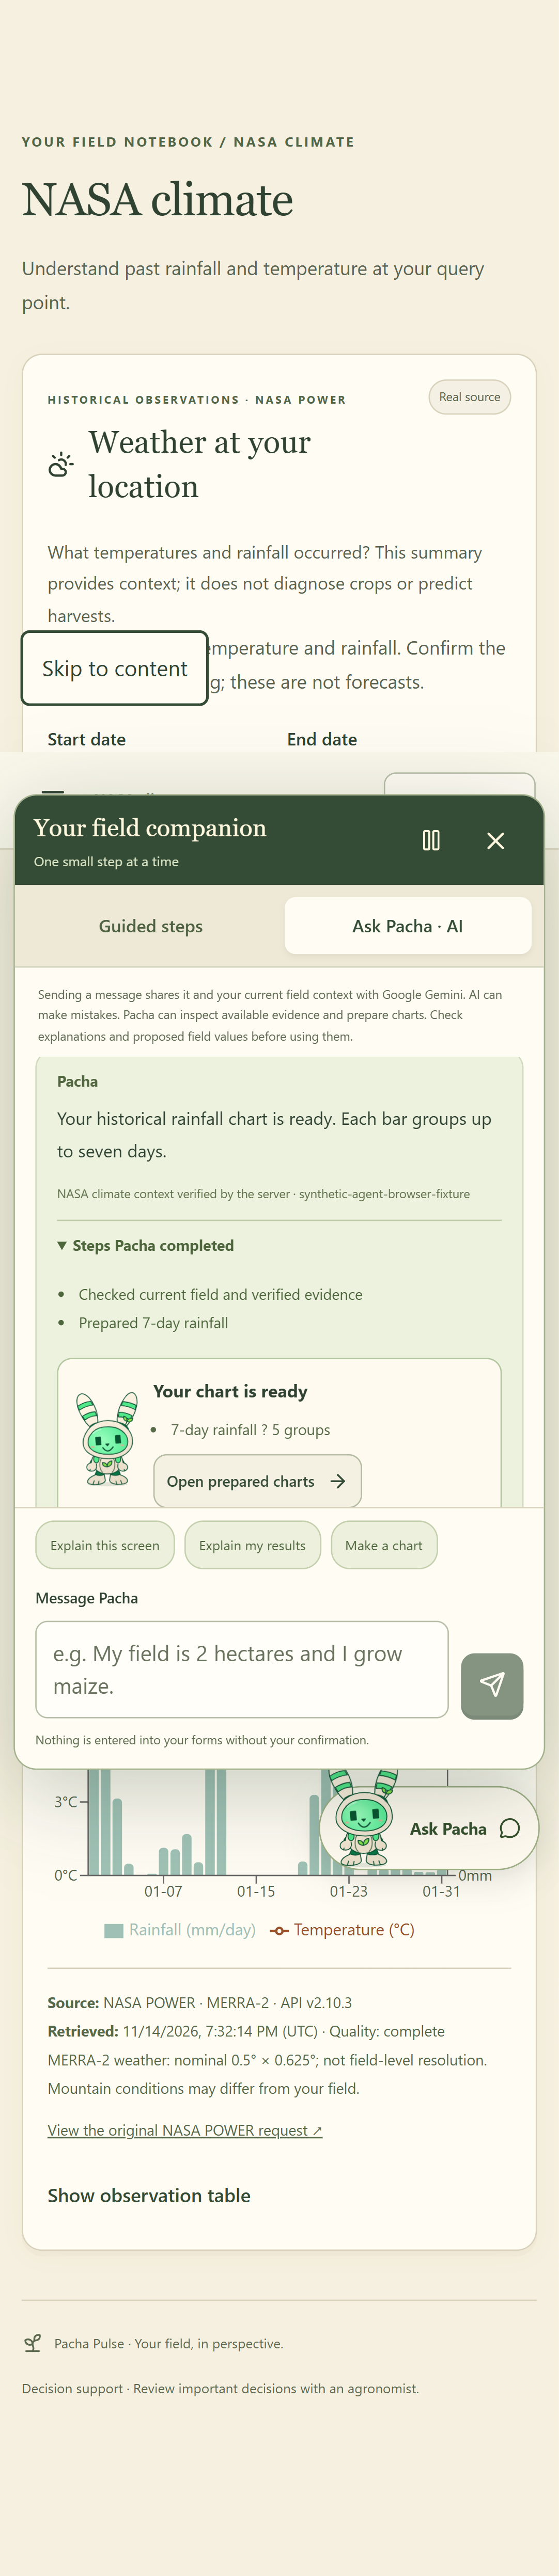 YOUR FIELD NOTEBOOK / NASA CLIMATE
NASA climate
Understand past rainfall and temperature at your query
point.
HISTORICAL OBSERVATIONS · NASA POWER
Real source
Weather at your
location
What temperatures and rainfall occurred? This summary
provides context; it does not diagnose crops or predict
harvests.
Skip to content
emperature and rainfall. Confirm the
g; these are not forecasts.
Start date
End date
Your field companion
One small step at a time
Guided steps
Ask Pacha · AI
Sending a message shares it and your current field context with Google Gemini. AI can
make mistakes. Pacha can inspect available evidence and prepare charts. Check
explanations and proposed field values before using them.
Pacha
Your historical rainfall chart is ready. Each bar groups up
to seven days.
NASA climate context verified by the server · synthetic-agent-browser-fixture
▼ Steps Pacha completed
• Checked current field and verified evidence
• Prepared 7-day rainfall
Your chart is ready
• 7-day rainfall ? 5 groups
Open prepared charts →
Explain this screen
Explain my results
Make a chart
Message Pacha
e.g. My field is 2 hectares and I grow
maize.
Nothing is entered into your forms without your confirmation.
3°C
Ask Pacha
0°C
0mm
01-07 01-15 01-23 01-31
Rainfall (mm/day) Temperature (°C)
Source: NASA POWER · MERRA-2 · API v2.10.3
Retrieved: 11/14/2026, 7:32:14 PM (UTC) · Quality: complete
MERRA-2 weather: nominal 0.5° × 0.625°; not field-level resolution.
Mountain conditions may differ from your field.
View the original NASA POWER request ↗
Show observation table
Pacha Pulse · Your field, in perspective.
Decision support · Review important decisions with an agronomist.